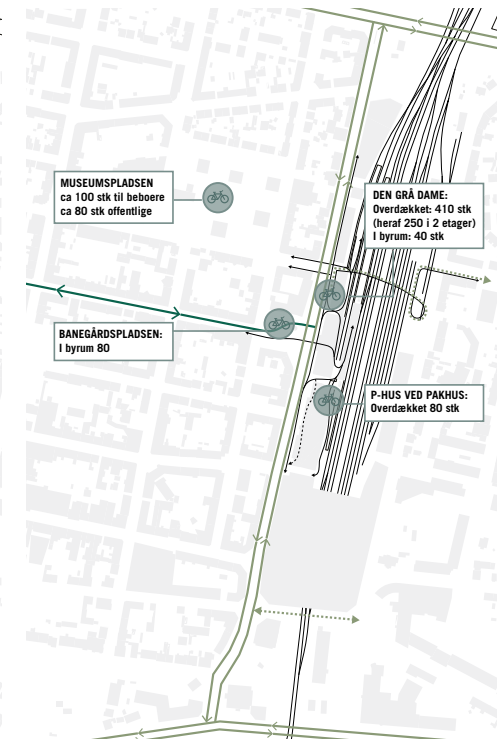 MUSEUMSPLADSEN
ca 100 stk til beboere
ca 80 stk offentlige
DEN GRÅ DAME:
Overdækket: 410 stk
(heraf 250 i 2 etager)
I byrum: 40 stk
BANEGÅRDSPLADSEN:
I byrum 80
P-HUS VED PAKHUS:
Overdækket 80 stk